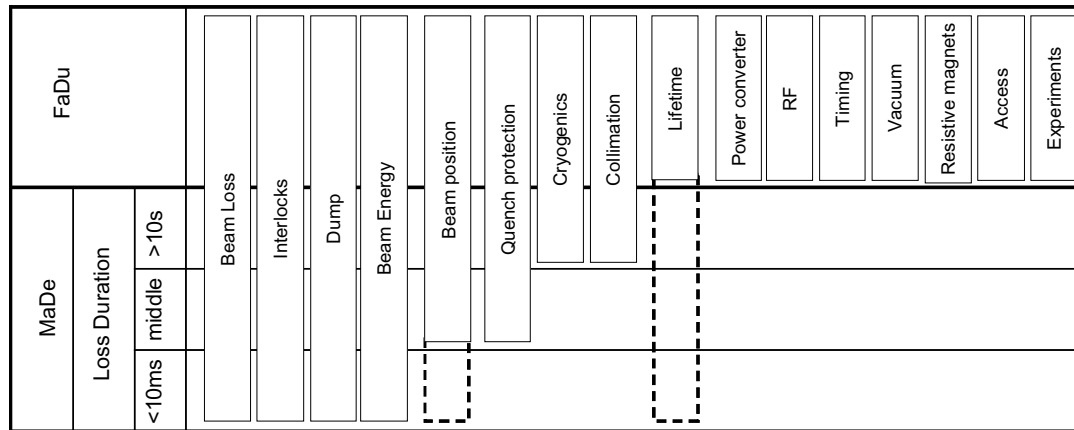 FaDu
MaDe
Loss Duration
>10s
middle
<10ms
Beam Loss
Interlocks
Dump
Beam Energy
Beam position
Quench protection
Cryogenics
Collimation
Lifetime
Power converter
RF
Timing
Vacuum
Resistive magnets
Access
Experiments